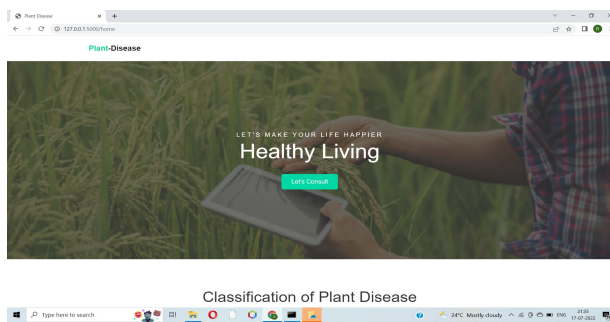 Plant Disease
127.0.0.1:5000/home
Plant-Disease
LET'S MAKE YOUR LIFE HAPPIER
Healthy Living
Let's Consult
Classification of Plant Disease
Type here to search
24°C Mostly cloudy
ENG
21:35
17-07-2022